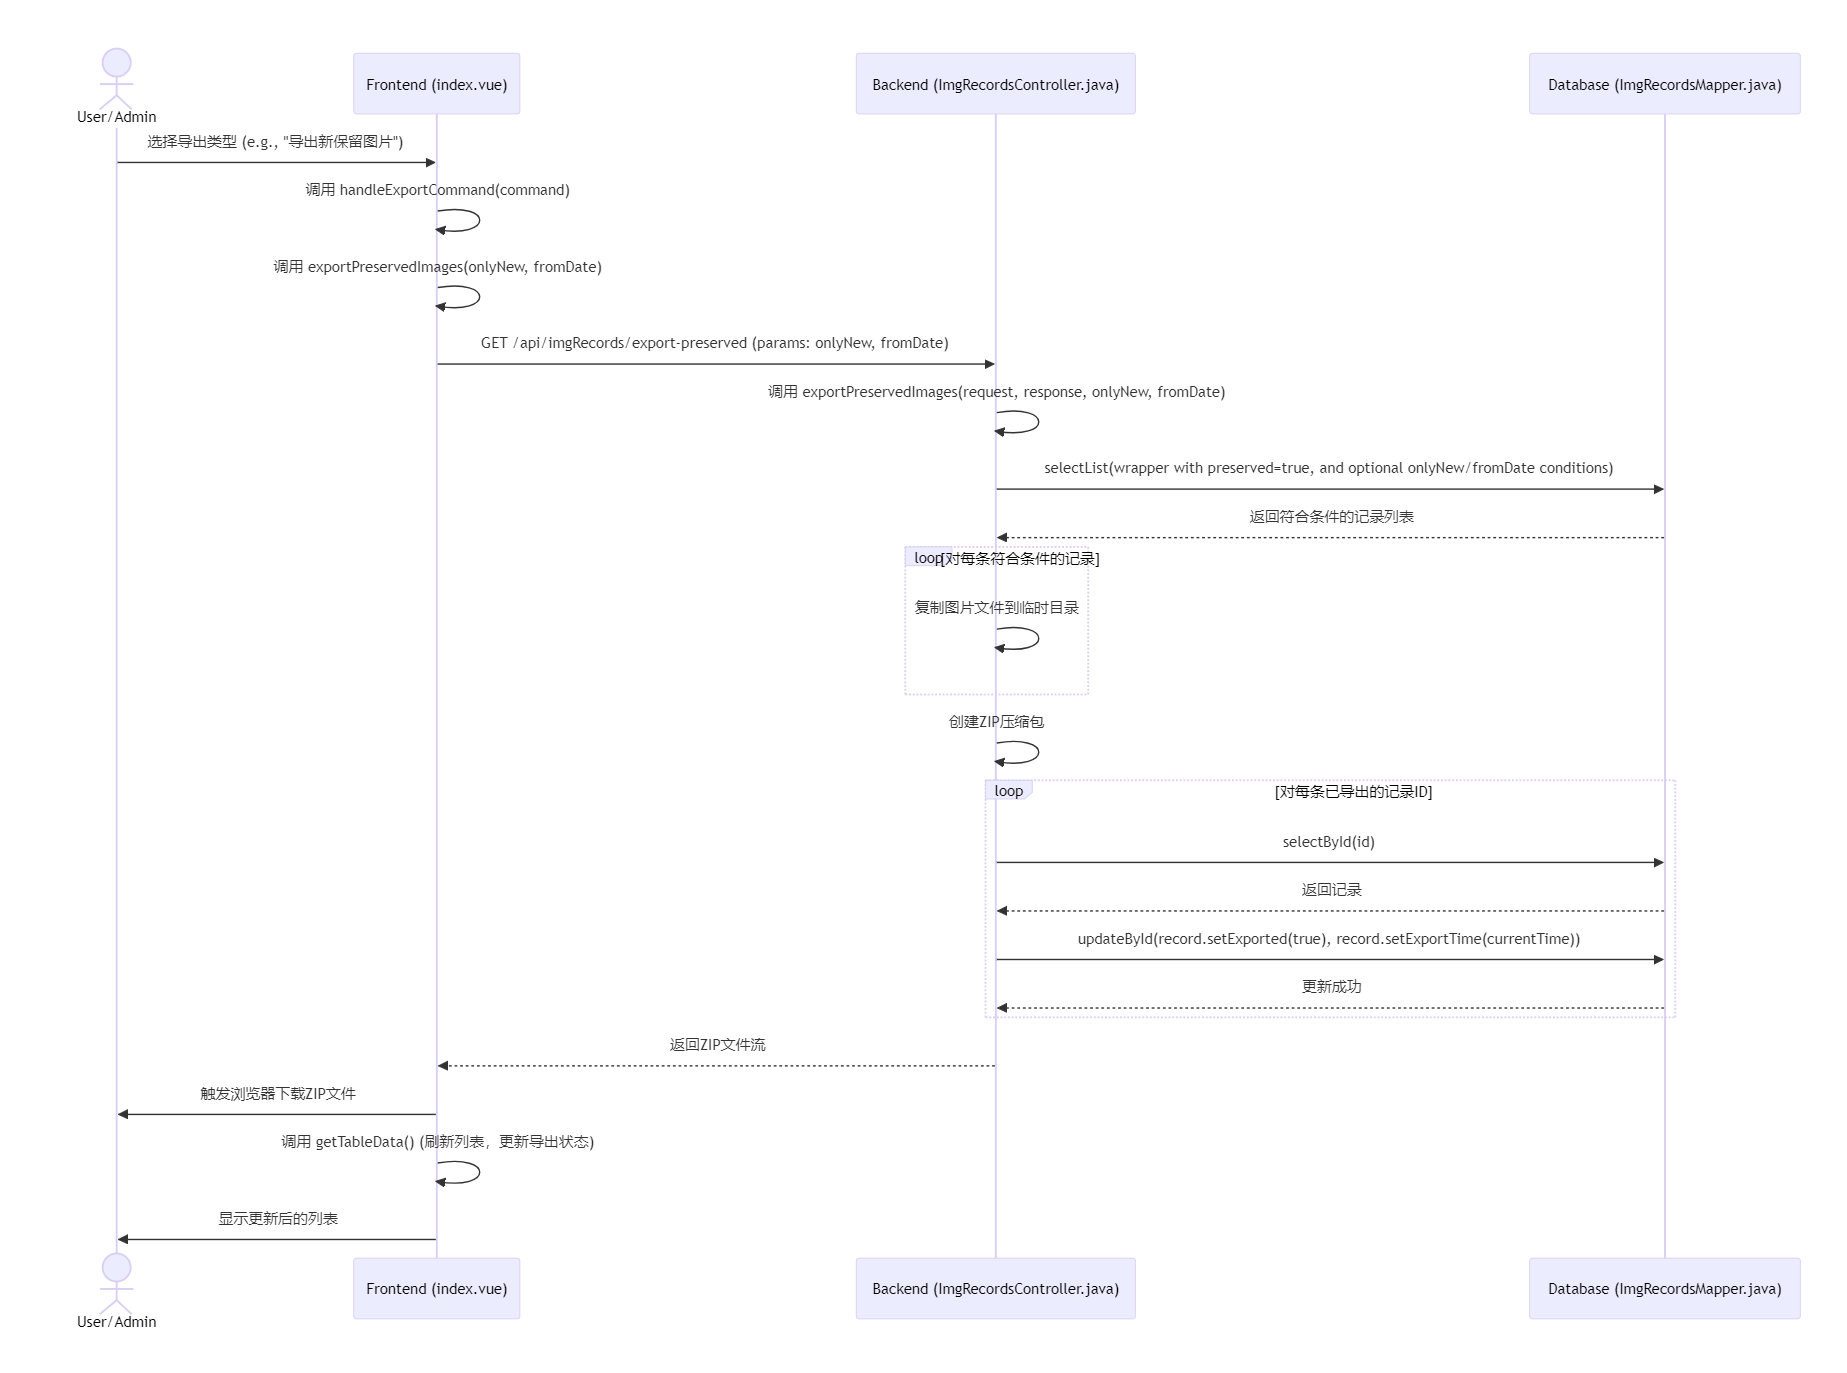 User/Admin
Frontend (index.vue)
Backend (ImgRecordsController.java)
Database (ImgRecordsMapper.java)
选择导出类型 (e.g., "导出新保留图片")
调用 handleExportCommand(command)
调用 exportPreservedImages(onlyNew, fromDate)
GET /api/imgRecords/export-preserved (params: onlyNew, fromDate)
调用 exportPreservedImages(request, response, onlyNew, fromDate)
selectList(wrapper with preserved=true, and optional onlyNew/fromDate conditions)
返回符合条件的记录列表
loop
[对每条符合条件的记录]
复制图片文件到临时目录
创建ZIP压缩包
loop
[对每条已导出的记录ID]
selectById(id)
返回记录
updateById(record.setExported(true), record.setExportTime(currentTime))
更新成功
返回ZIP文件流
触发浏览器下载ZIP文件
调用 getTableData() (刷新列表，更新导出状态)
显示更新后的列表
User/Admin
Frontend (index.vue)
Backend (ImgRecordsController.java)
Database (ImgRecordsMapper.java)